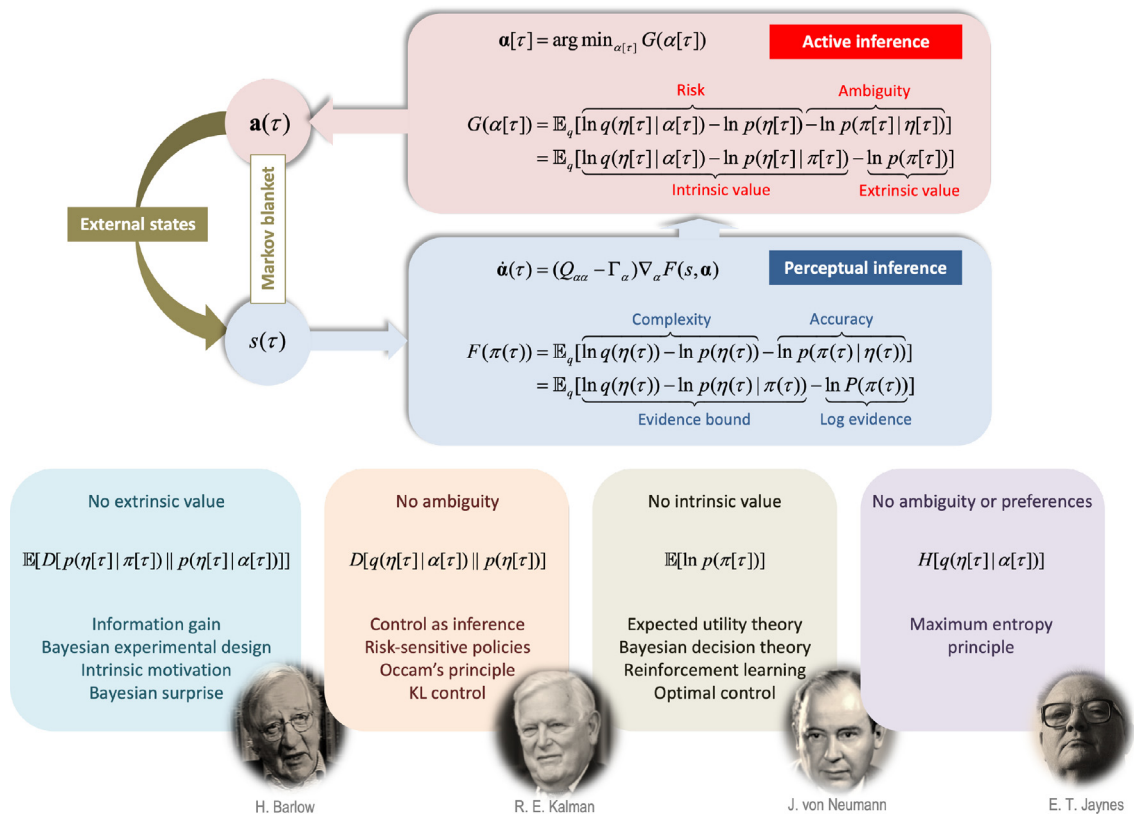 𝛂[τ] = arg min_{α[τ]} G(α[τ])
Active inference
Risk
Ambiguity
a(τ)
G(α[τ]) = 𝔼_q[ln q(η[τ] | α[τ]) − ln p(η[τ]) − ln p(π[τ] | η[τ])]
= 𝔼_q[ln q(η[τ] | α[τ]) − ln p(η[τ] | π[τ]) − ln p(π[τ])]
Intrinsic value
Extrinsic value
External states
Markov blanket
𝛂̇(τ) = (Q_{αα} − Γ_α)∇_α F(s, 𝛂)
Perceptual inference
Complexity
Accuracy
s(τ)
F(π(τ)) = 𝔼_q[ln q(η(τ)) − ln p(η(τ)) − ln p(π(τ) | η(τ))]
= 𝔼_q[ln q(η(τ)) − ln p(η(τ) | π(τ)) − ln P(π(τ))]
Evidence bound
Log evidence
No extrinsic value
𝔼[D[p(η[τ] | π[τ]) || p(η[τ] | α[τ])]]
Information gain
Bayesian experimental design
Intrinsic motivation
Bayesian surprise
H. Barlow
No ambiguity
D[q(η[τ] | α[τ]) || p(η[τ])]
Control as inference
Risk-sensitive policies
Occam's principle
KL control
R. E. Kalman
No intrinsic value
𝔼[ln p(π[τ])]
Expected utility theory
Bayesian decision theory
Reinforcement learning
Optimal control
J. von Neumann
No ambiguity or preferences
H[q(η[τ] | α[τ])]
Maximum entropy
principle
E. T. Jaynes